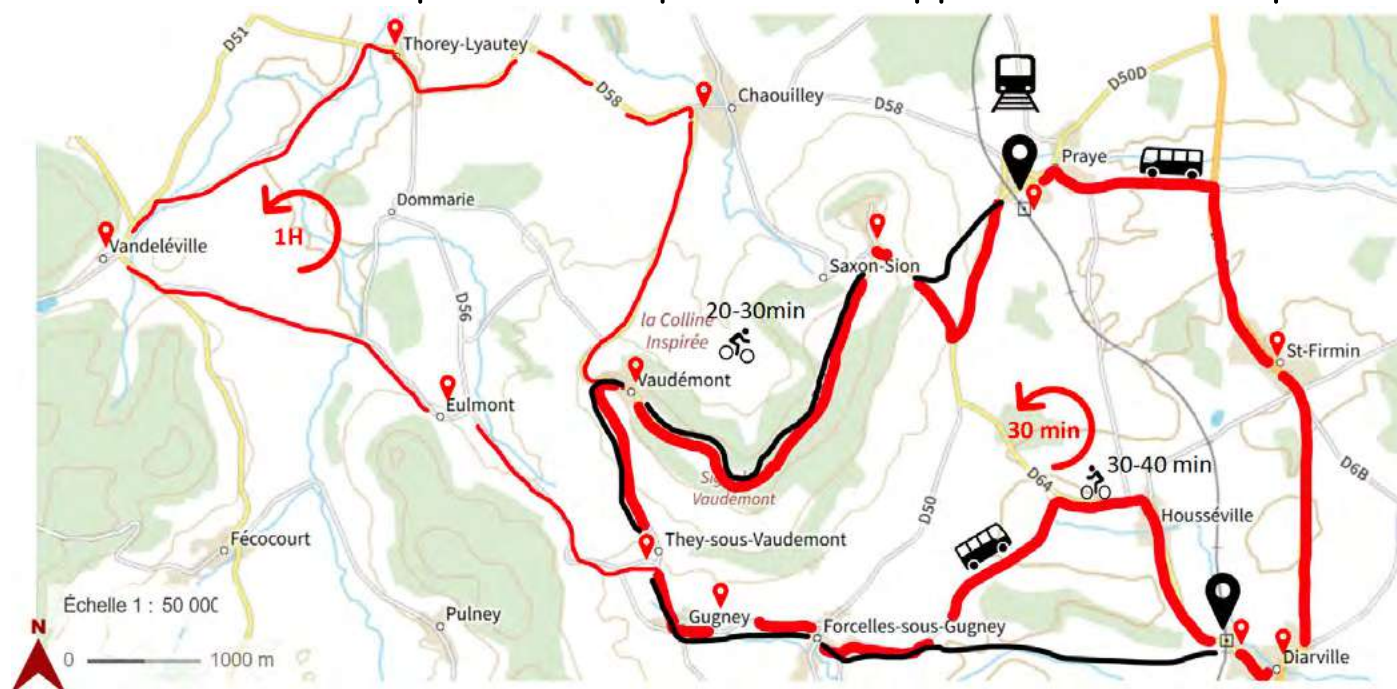 D51
Thorey-Lyautey
D58
Chaouilley
D58
D50D
Praye
Dommarie
1H
Vandeléville
Saxon-Sion
D56
20-30min
la Colline
Inspirée
St-Firmin
Vaudémont
Eulmont
30 min
30-40 min
D6B
D64
Vaudemont
D50
Housséville
Fécocourt
They-sous-Vaudemont
Échelle 1 : 50 000
Pulney
Gugney
Forcelles-sous-Gugney
N
0
1000 m
Diarville